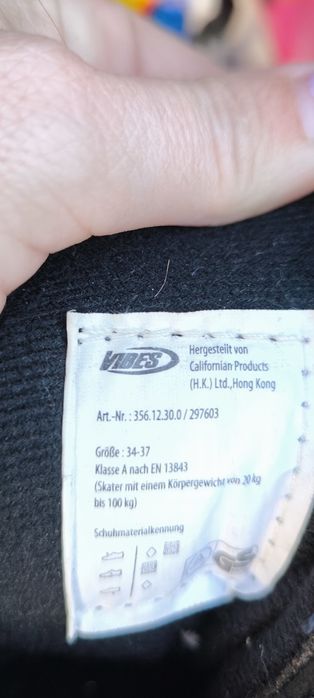 VIBES
Hergestellt von
Californian Products
(H.K.) Ltd.,Hong Kong
Art.-Nr. : 356.12.30.0 / 297603
Größe : 34-37
Klasse A nach EN 13843
(Skater mit einem Körpergewicht von 20 kg
bis 100 kg)
Schuhmaterialkennung